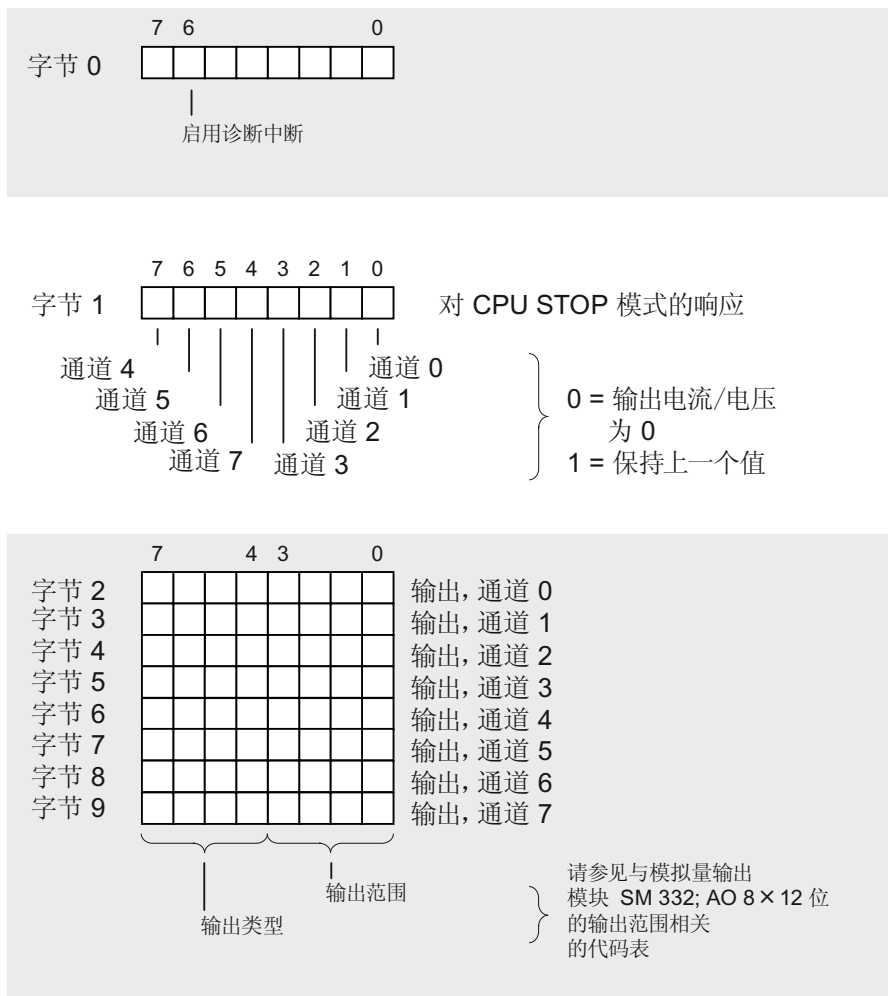 7 6 0
字节 0
启用诊断中断
7 6 5 4 3 2 1 0
字节 1
对 CPU STOP 模式的响应
通道 4
通道 0
通道 5
通道 1
通道 6
通道 2
通道 7
通道 3
0 = 输出电流/电压
为 0
1 = 保持上一个值
7 4 3 0
字节 2
输出,通道 0
字节 3
输出,通道 1
字节 4
输出,通道 2
字节 5
输出,通道 3
字节 6
输出,通道 4
字节 7
输出,通道 5
字节 8
输出,通道 6
字节 9
输出,通道 7
输出范围
输出类型
请参见与模拟量输出
模块 SM 332; AO 8×12 位
的输出范围相关
的代码表